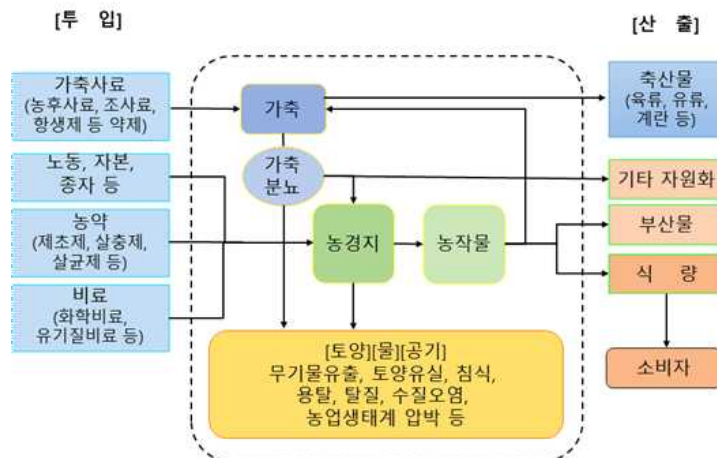 [투 입]
[산 출]
가축사료
(농후사료, 조사료,
항생제 등 약제)
노동, 자본,
종자 등
농약
(제초제, 살충제,
살균제 등)
비료
(화학비료,
유기질비료 등)
가축
가축
분뇨
농경지
농작물
[토양][물][공기]
무기물유출, 토양유실, 침식,
용탈, 탈질, 수질오염,
농업생태계 압박 등
축산물
(육류, 유류,
계란 등)
기타 자원화
부산물
식 량
소비자